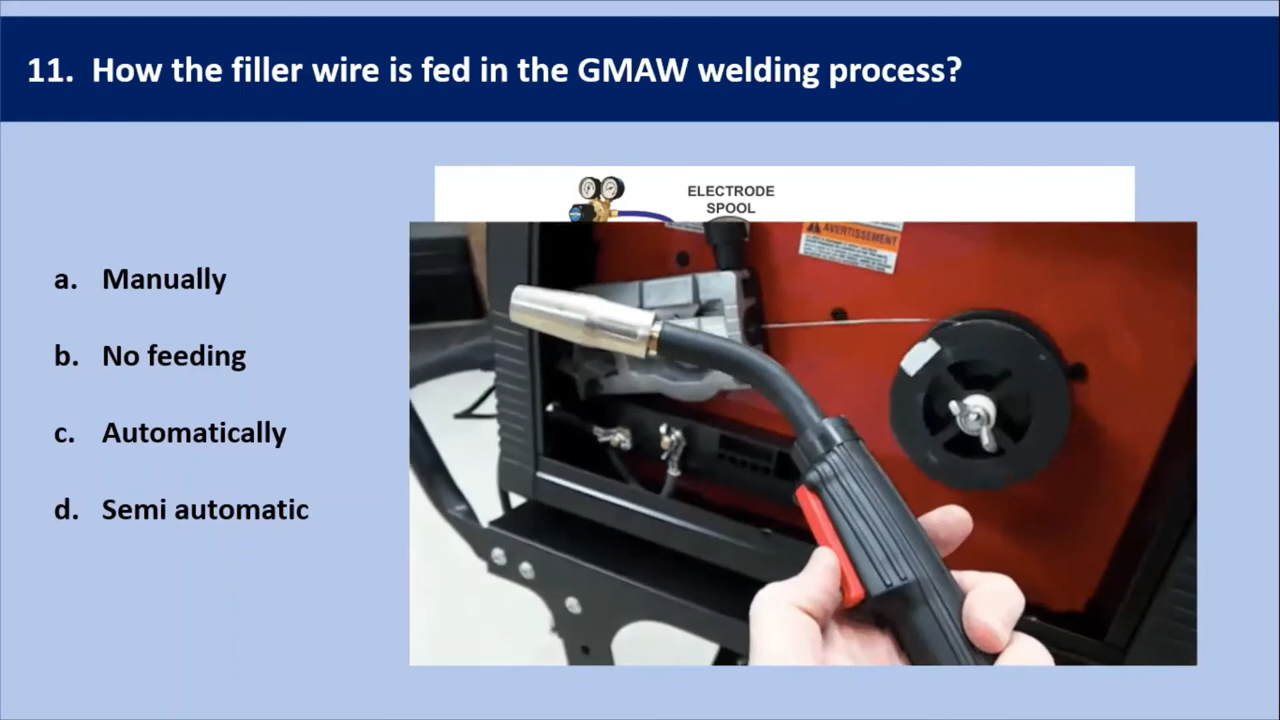 11. How the filler wire is fed in the GMAW welding process?
ELECTRODE
SPOOL
AVERTISSEMENT
a. Manually
b. No feeding
c. Automatically
d. Semi automatic